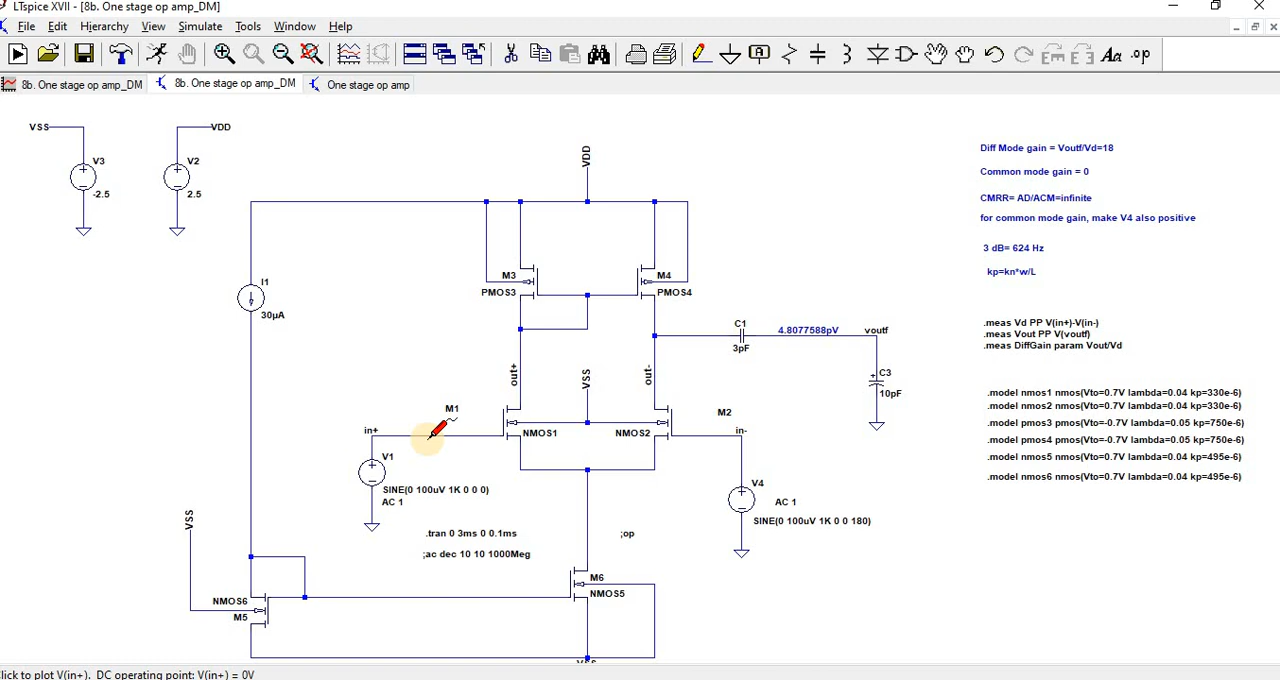 LTspice XVII - [8b. One stage op amp_DM]
File Edit Hierarchy View Simulate Tools Window Help
8b. One stage op amp_DM 8b. One stage op amp_DM One stage op amp
VSS VDD
V3 V2
-2.5 2.5
VDD
Diff Mode gain = Voutf/Vd=18
Common mode gain = 0
CMRR= AD/ACM=infinite
for common mode gain, make V4 also positive
3 dB= 624 Hz
kp=kn*w/L
I1
30µA
M3 M4
PMOS3 PMOS4
C1 4.8077588pV voutf
3pF
.meas Vd PP V(in+)-V(in-)
.meas Vout PP V(voutf)
.meas DiffGain param Vout/Vd
out+ VSS out-
C3
10pF
.model nmos1 nmos(Vto=0.7V lambda=0.04 kp=330e-6)
.model nmos2 nmos(Vto=0.7V lambda=0.04 kp=330e-6)
.model pmos3 pmos(Vto=-0.7V lambda=0.05 kp=750e-6)
.model pmos4 pmos(Vto=-0.7V lambda=0.05 kp=750e-6)
.model nmos5 nmos(Vto=0.7V lambda=0.04 kp=495e-6)
.model nmos6 nmos(Vto=0.7V lambda=0.04 kp=495e-6)
M1 M2
in+ NMOS1 NMOS2 in-
V1
SINE(0 100uV 1K 0 0 0)
AC 1
V4
AC 1
SINE(0 100uV 1K 0 0 180)
VSS
.tran 0 3ms 0 0.1ms ;op
;ac dec 10 10 1000Meg
M6
NMOS5
NMOS6
M5
VSS
Click to plot V(in+). DC operating point: V(in+) = 0V